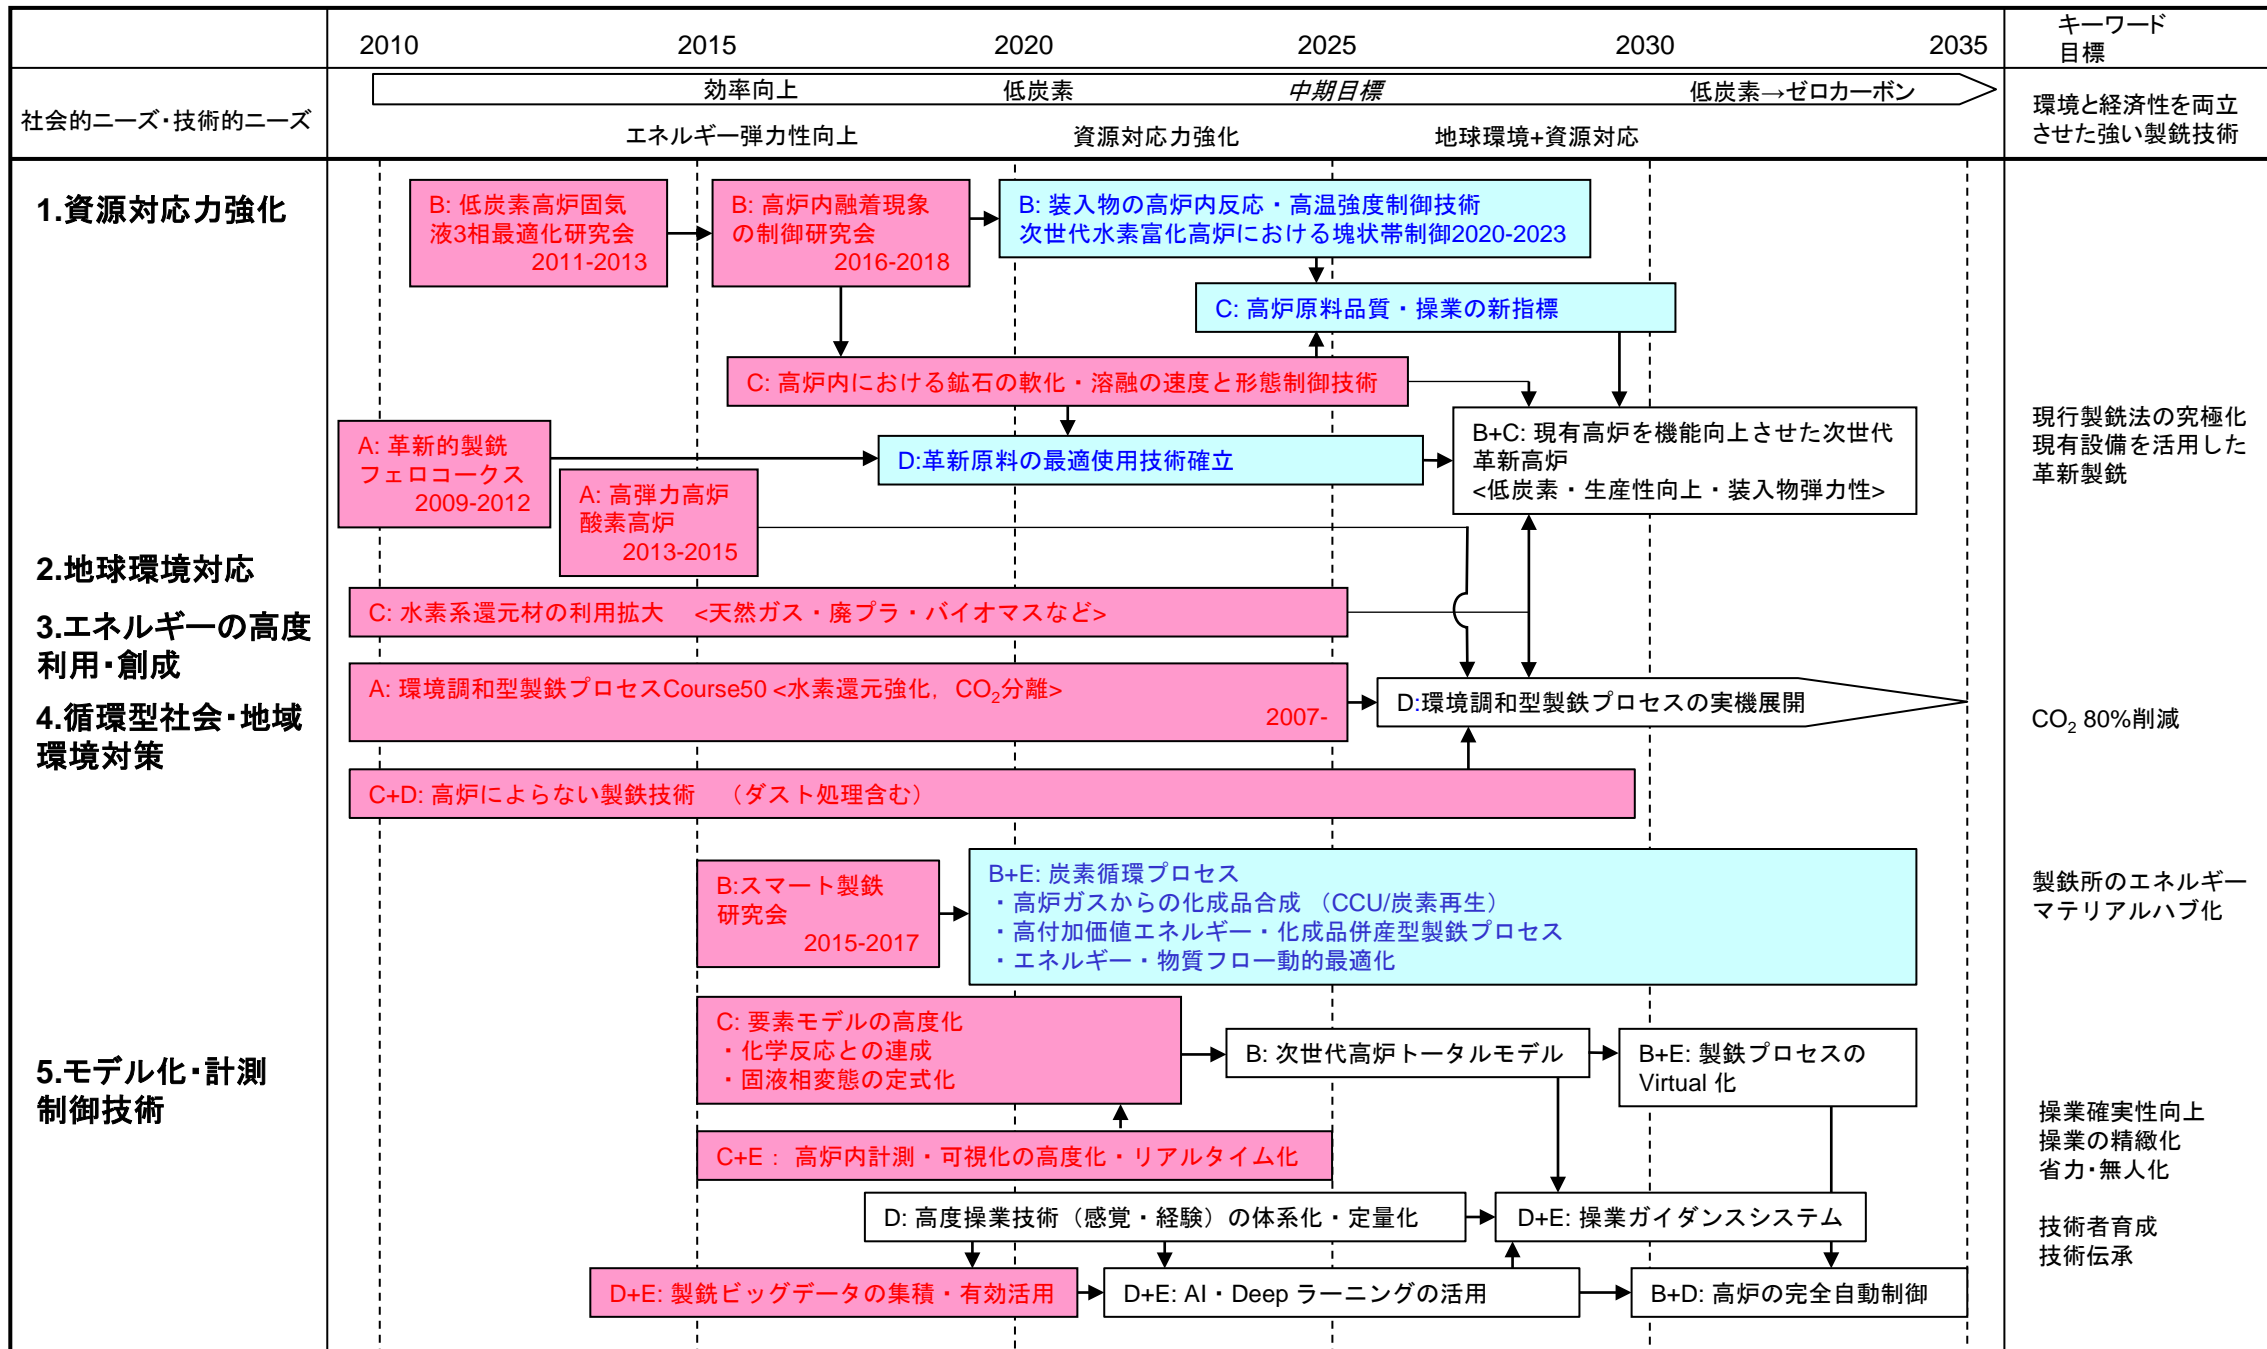 2010
2015
2020
2025
2030
2035
キーワード
目標
社会的ニーズ・技術的ニーズ
効率向上
低炭素
中期目標
低炭素→ゼロカーボン
エネルギー弾力性向上
資源対応力強化
地球環境+資源対応
環境と経済性を両立
させた強い製銑技術
1.資源対応力強化
B: 低炭素高炉固気
液3相最適化研究会
2011-2013
B: 高炉内融着現象
の制御研究会
2016-2018
B: 装入物の高炉内反応・高温強度制御技術
次世代水素富化高炉における塊状帯制御2020-2023
C: 高炉原料品質・操業の新指標
C: 高炉内における鉱石の軟化・溶融の速度と形態制御技術
A: 革新的製銑
フェロコークス
2009-2012
D:革新原料の最適使用技術確立
B+C: 現有高炉を機能向上させた次世代
革新高炉
<低炭素・生産性向上・装入物弾力性>
現行製銑法の究極化
現有設備を活用した
革新製銑
A: 高弾力高炉
酸素高炉
2013-2015
2.地球環境対応
3.エネルギーの高度
利用・創成
4.循環型社会・地域
環境対策
C: 水素系還元材の利用拡大 <天然ガス・廃プラ・バイオマスなど>
A: 環境調和型製鉄プロセスCourse50 <水素還元強化, CO2分離>
2007-
D:環境調和型製鉄プロセスの実機展開
CO2 80%削減
C+D: 高炉によらない製鉄技術 （ダスト処理含む）
B:スマート製鉄
研究会
2015-2017
B+E: 炭素循環プロセス
・高炉ガスからの化成品合成 （CCU/炭素再生）
・高付加価値エネルギー・化成品併産型製鉄プロセス
・エネルギー・物質フロー動的最適化
製鉄所のエネルギー
マテリアルハブ化
5.モデル化・計測
制御技術
C: 要素モデルの高度化
・化学反応との連成
・固液相変態の定式化
B: 次世代高炉トータルモデル
B+E: 製鉄プロセスの
Virtual 化
C+E： 高炉内計測・可視化の高度化・リアルタイム化
操業確実性向上
操業の精緻化
省力・無人化
D: 高度操業技術（感覚・経験）の体系化・定量化
D+E: 操業ガイダンスシステム
技術者育成
技術伝承
D+E: 製銑ビッグデータの集積・有効活用
D+E: AI・Deep ラーニングの活用
B+D: 高炉の完全自動制御